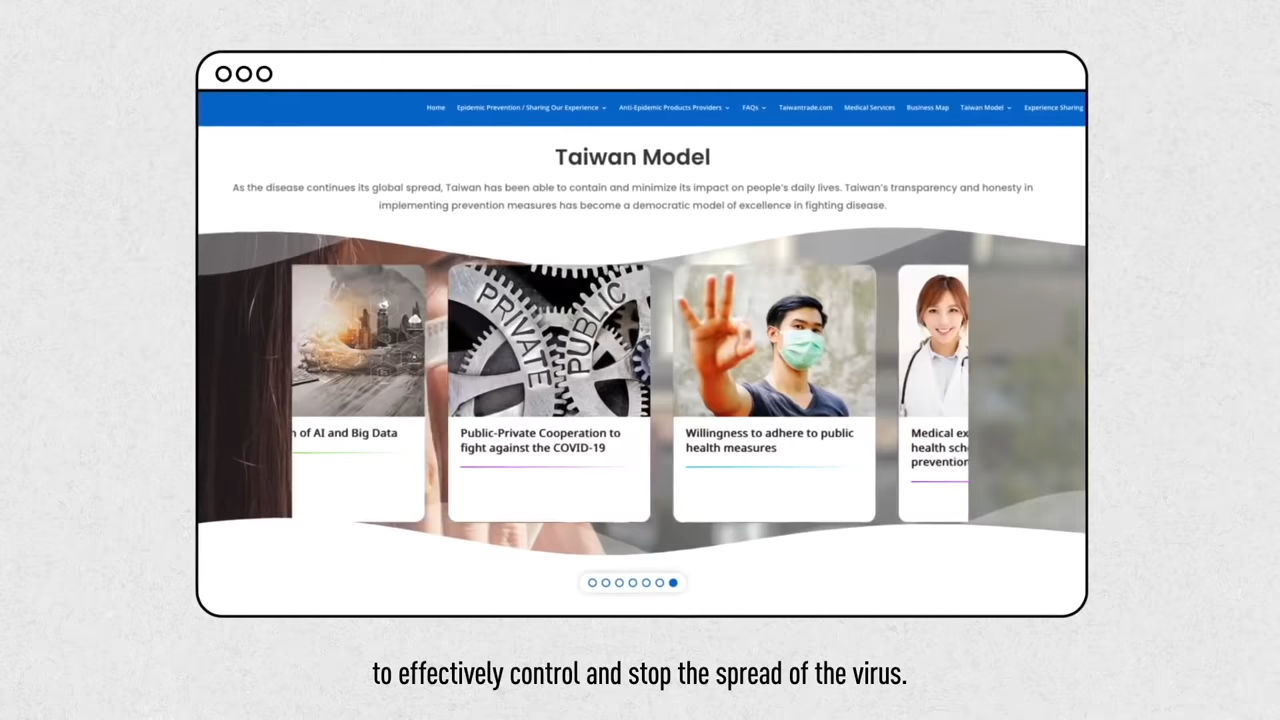 Home Epidemic Prevention / Sharing Our Experience Anti-Epidemic Products Providers FAQs Taiwantrade.com Medical Services Business Map Taiwan Model Experience Sharing
Taiwan Model
As the disease continues its global spread, Taiwan has been able to contain and minimize its impact on people's daily lives. Taiwan's transparency and honesty in
implementing prevention measures has become a democratic model of excellence in fighting disease.
PRIVATE PUBLIC
of AI and Big Data
Public-Private Cooperation to
fight against the COVID-19
Willingness to adhere to public
health measures
Medical ex
health sch
prevention
to effectively control and stop the spread of the virus.